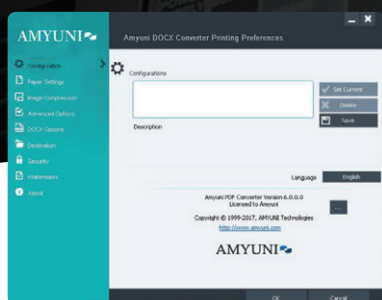 AMYUNI
Amyuni DOCX Converter Printing Preferences
Configuration
Paper Settings
Image Compression
Advanced Options
DOCX Options
Destination
Security
Watermarks
About
Configurations
Set Current
Delete
Save
Description
Language
English
Amyuni PDF Converter Version 6.0.0.0
Licensed to Amyuni
...
Copyright © 1999-2017, AMYUNI Technologies
http://www.amyuni.com
AMYUNI
OK
Cancel